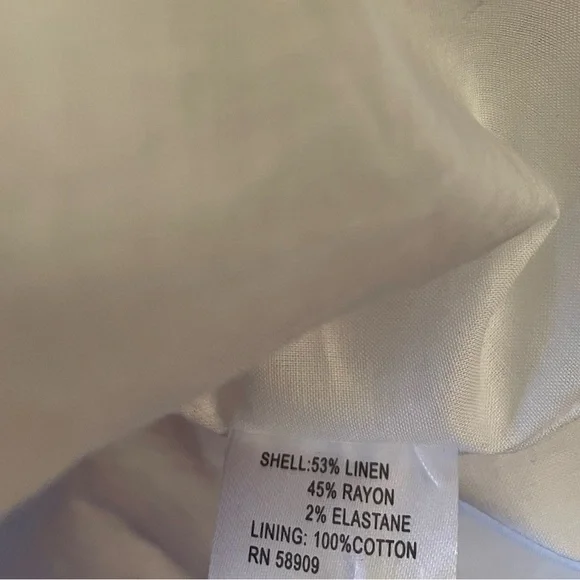 SHELL:53% LINEN
45% RAYON
2% ELASTANE
LINING: 100%COTTON
RN 58909